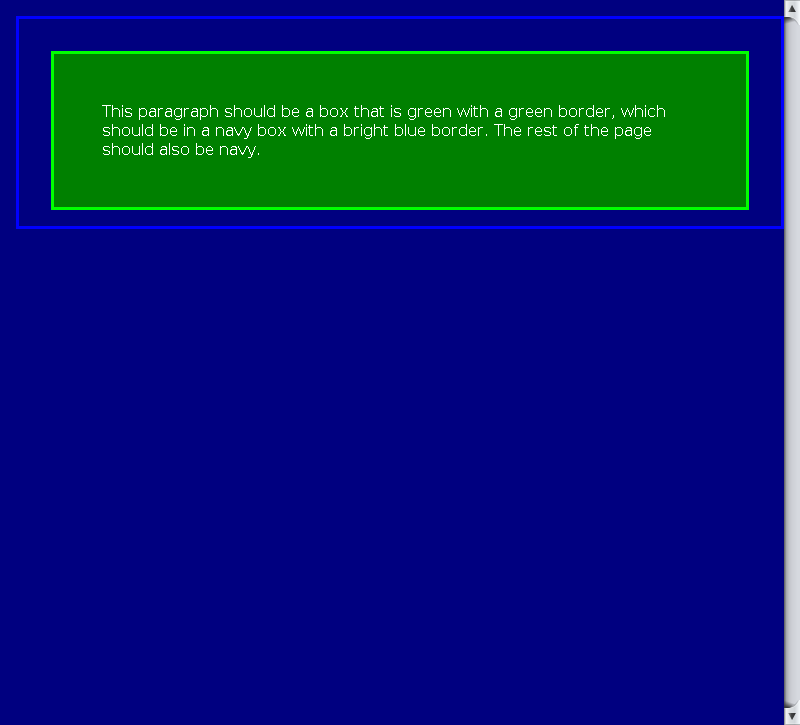 This paragraph should be a box that is green with a green border, which
should be in a navy box with a bright blue border. The rest of the page
should also be navy.